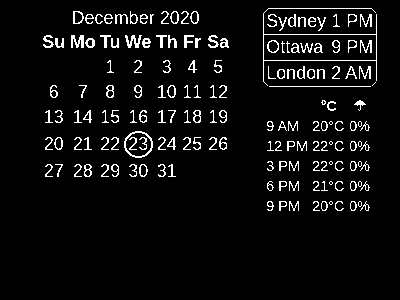 December 2020
Su Mo Tu We Th Fr Sa
1 2 3 4 5
6 7 8 9 10 11 12
13 14 15 16 17 18 19
20 21 22 23 24 25 26
27 28 29 30 31
Sydney 1 PM
Ottawa 9 PM
London 2 AM
°C ☂
9 AM 20°C 0%
12 PM 22°C 0%
3 PM 22°C 0%
6 PM 21°C 0%
9 PM 20°C 0%